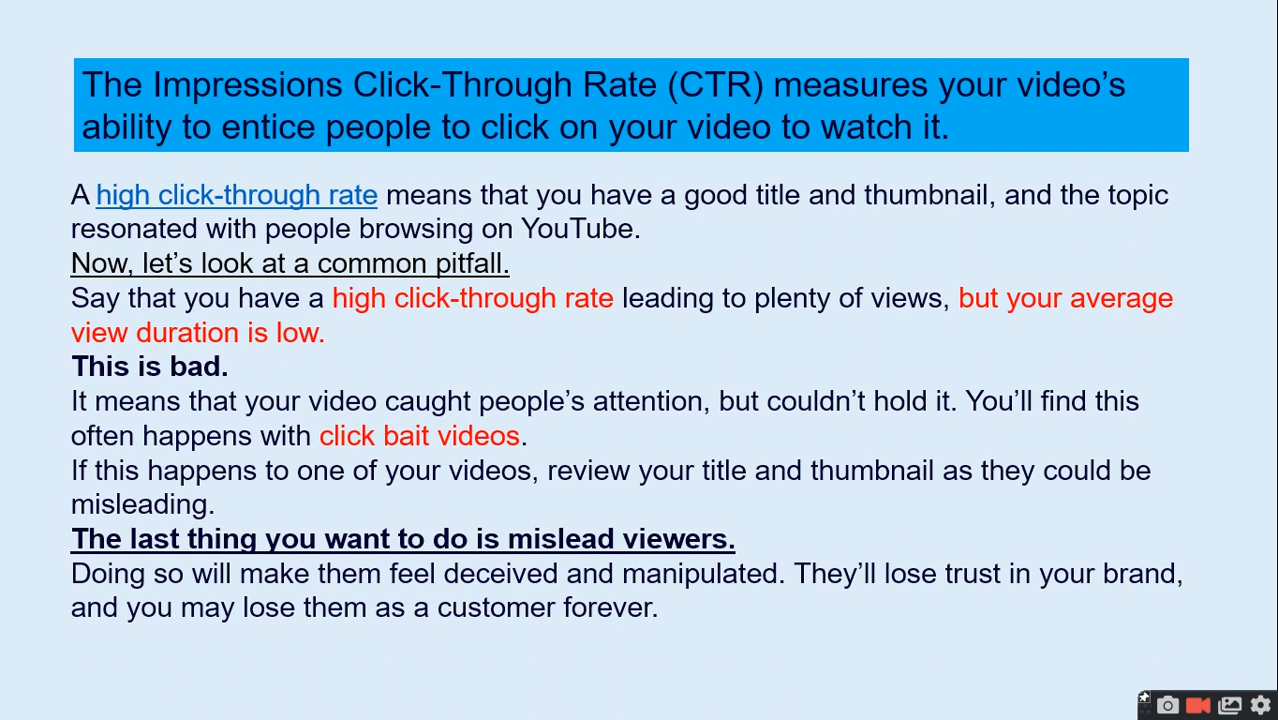 The Impressions Click-Through Rate (CTR) measures your video’s
ability to entice people to click on your video to watch it.
A high click-through rate means that you have a good title and thumbnail, and the topic
resonated with people browsing on YouTube.
Now, let’s look at a common pitfall.
Say that you have a high click-through rate leading to plenty of views, but your average
view duration is low.
This is bad.
It means that your video caught people’s attention, but couldn’t hold it. You’ll find this
often happens with click bait videos.
If this happens to one of your videos, review your title and thumbnail as they could be
misleading.
The last thing you want to do is mislead viewers.
Doing so will make them feel deceived and manipulated. They’ll lose trust in your brand,
and you may lose them as a customer forever.